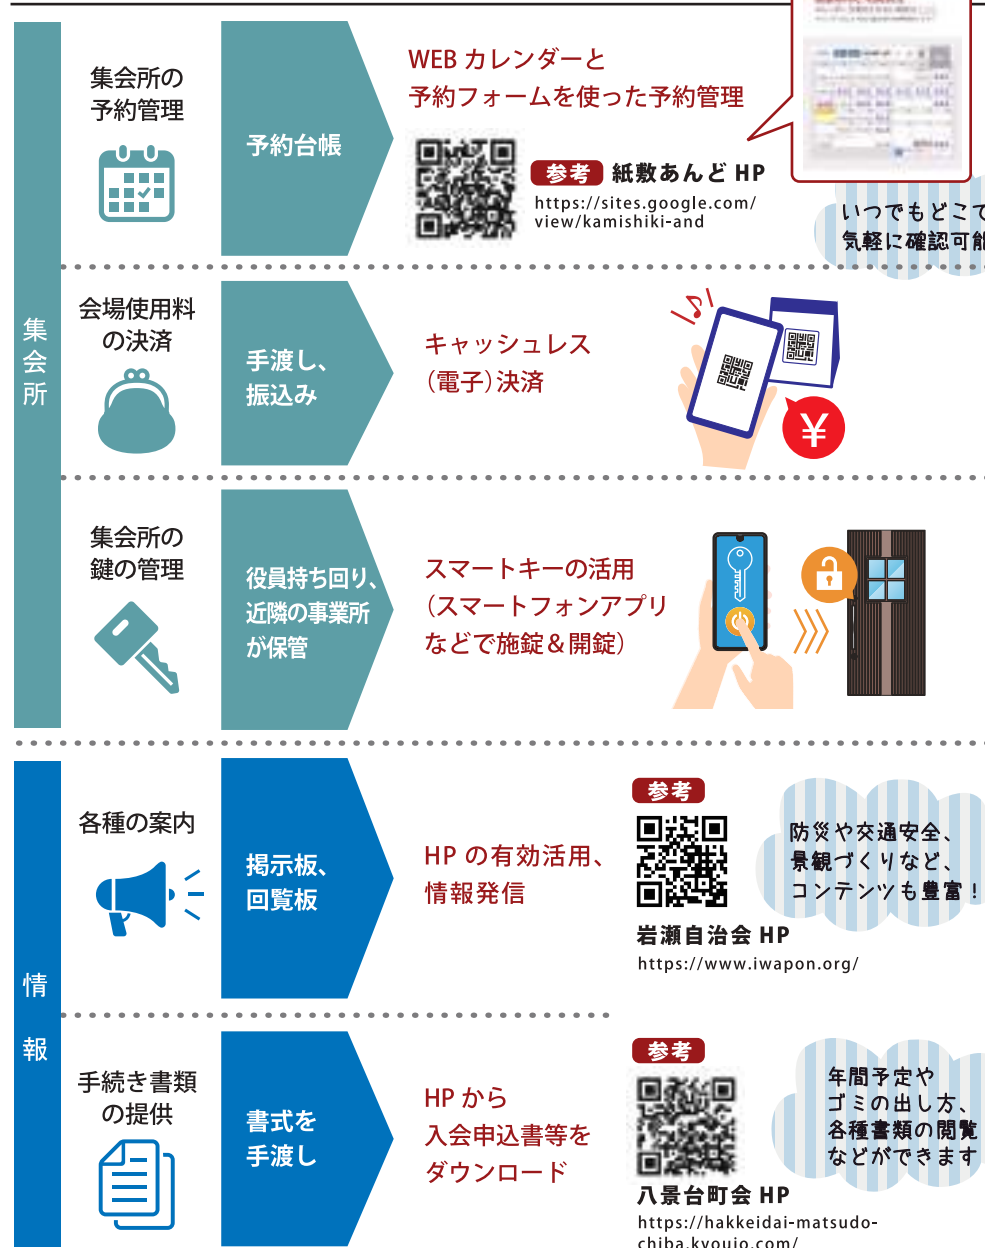 集会所
集会所の
予約管理
予約台帳
WEB カレンダーと
予約フォームを使った予約管理
参考 紙敷あんど HP
https://sites.google.com/
view/kamishiki-and
いつでもどこで
気軽に確認可能
会場使用料
の決済
手渡し、
振込み
キャッシュレス
（電子）決済
¥
集会所の
鍵の管理
役員持ち回り、
近隣の事業所
が保管
スマートキーの活用
（スマートフォンアプリ
などで施錠＆開錠）
情報
各種の案内
掲示板、
回覧板
HP の有効活用、
情報発信
参考
岩瀬自治会 HP
https://www.iwapon.org/
防災や交通安全、
景観づくりなど、
コンテンツも豊富！
手続き書類
の提供
書式を
手渡し
HP から
入会申込書等を
ダウンロード
参考
八景台町会 HP
https://hakkeidai-matsudo-
chiba.kyoujo.com/
年間予定や
ゴミの出し方、
各種書類の閲覧
などができます